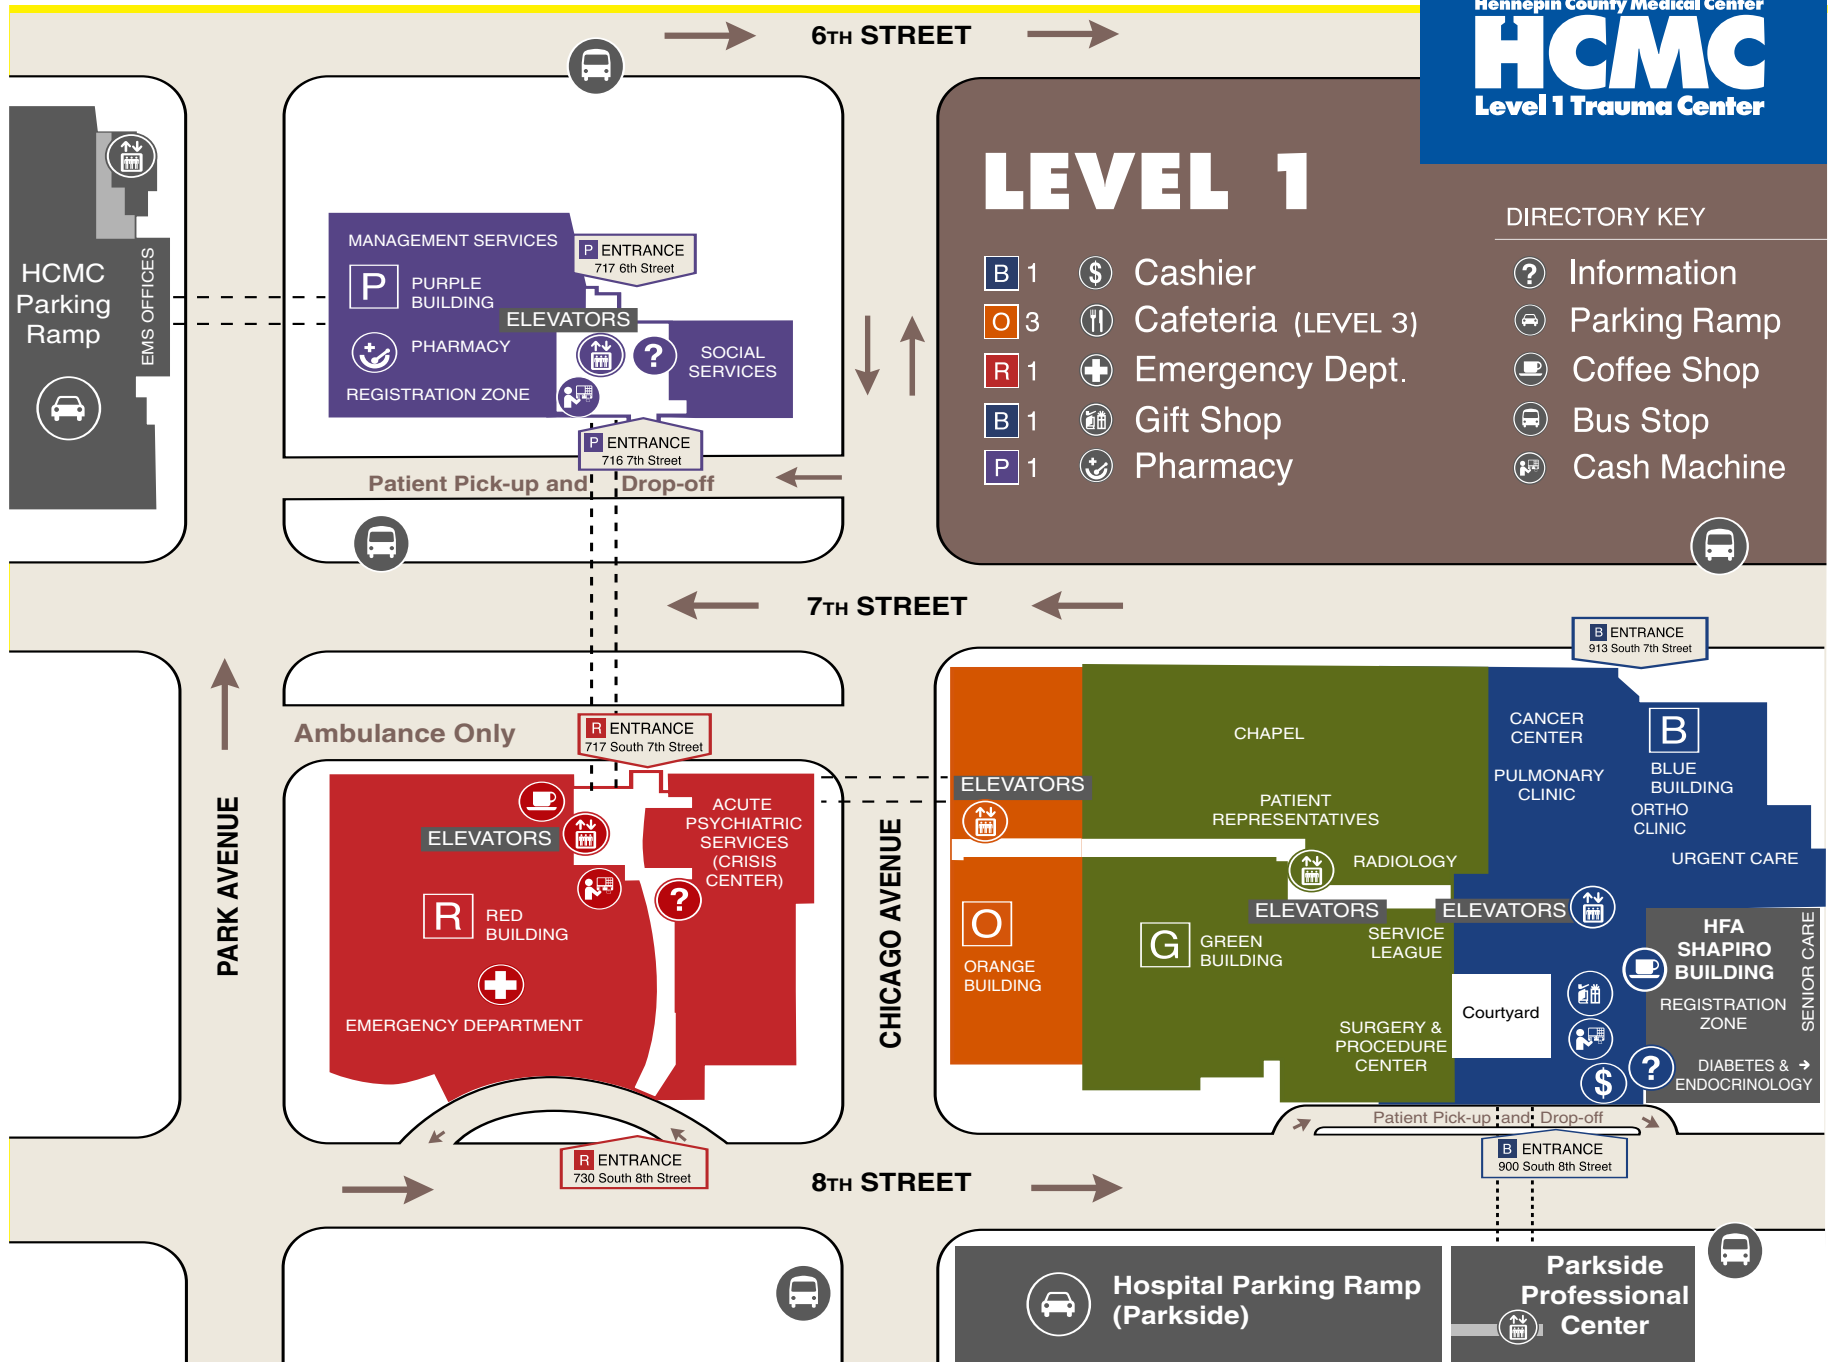 Hennepin County Medical Center
HCMC
Level 1 Trauma Center
6TH STREET
LEVEL 1
B 1 $ Cashier
O 3 Cafeteria (LEVEL 3)
R 1 Emergency Dept.
B 1 Gift Shop
P 1 Pharmacy
DIRECTORY KEY
? Information
Parking Ramp
Coffee Shop
Bus Stop
Cash Machine
HCMC
Parking
Ramp
EMS OFFICES
MANAGEMENT SERVICES
P
PURPLE
BUILDING
P ENTRANCE
717 6th Street
ELEVATORS
PHARMACY
?
SOCIAL
SERVICES
REGISTRATION ZONE
P ENTRANCE
716 7th Street
Patient Pick-up and Drop-off
7TH STREET
PARK AVENUE
Ambulance Only
R ENTRANCE
717 South 7th Street
ELEVATORS
ACUTE
PSYCHIATRIC
SERVICES
(CRISIS
CENTER)
?
R
RED
BUILDING
EMERGENCY DEPARTMENT
R ENTRANCE
730 South 8th Street
CHICAGO AVENUE
B ENTRANCE
913 South 7th Street
ELEVATORS
O
ORANGE
BUILDING
CHAPEL
PATIENT
REPRESENTATIVES
RADIOLOGY
ELEVATORS
G
GREEN
BUILDING
SERVICE
LEAGUE
SURGERY &
PROCEDURE
CENTER
CANCER
CENTER
PULMONARY
CLINIC
B
BLUE
BUILDING
ORTHO
CLINIC
URGENT CARE
ELEVATORS
Courtyard
$
?
HFA
SHAPIRO
BUILDING
REGISTRATION
ZONE
SENIOR CARE
DIABETES &
ENDOCRINOLOGY
Patient Pick-up and Drop-off
B ENTRANCE
900 South 8th Street
8TH STREET
Hospital Parking Ramp
(Parkside)
Parkside
Professional
Center